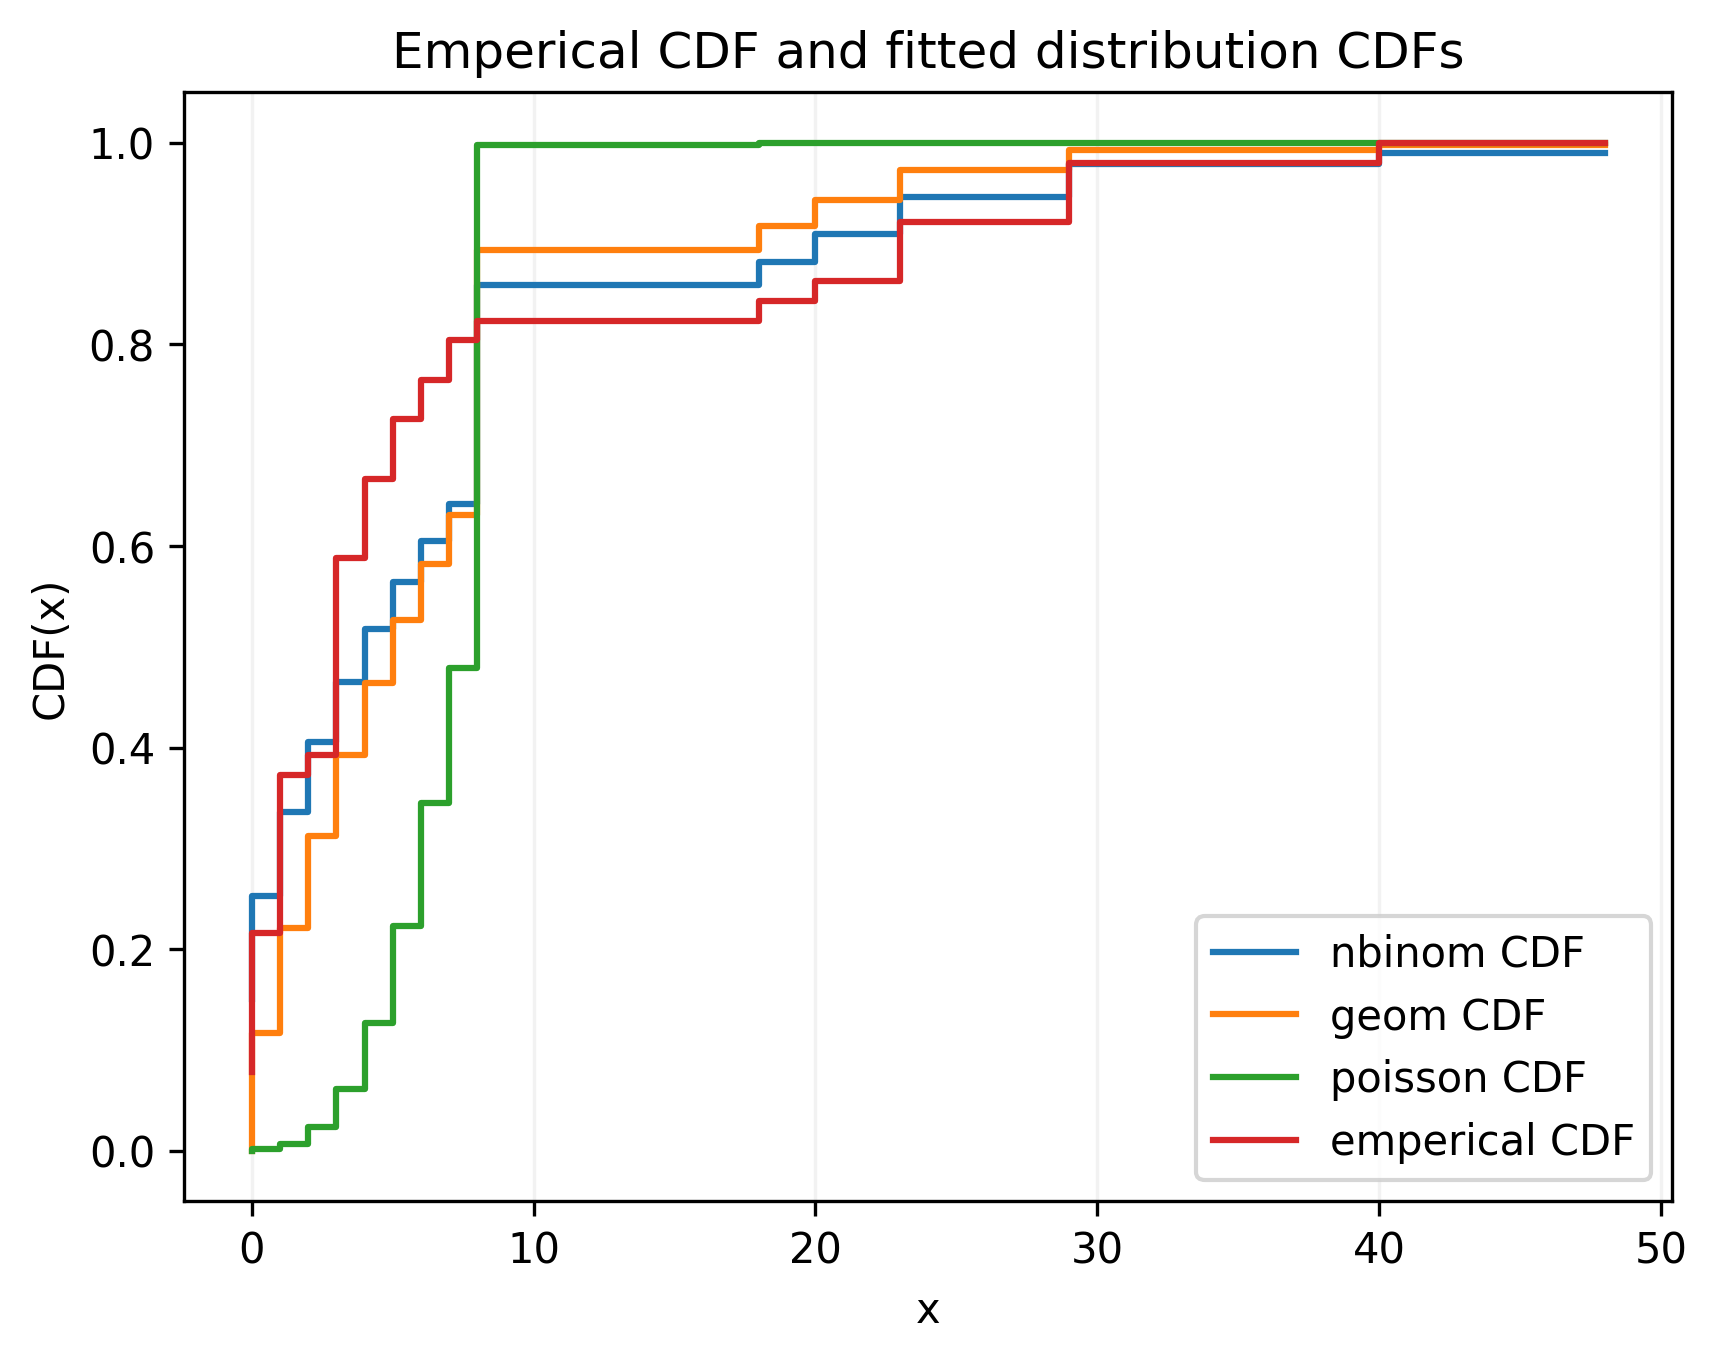 Emperical CDF and fitted distribution CDFs
1.0
0.8
0.6
0.4
0.2
0.0
CDF(x)
0 10 20 30 40 50
x
nbinom CDF
geom CDF
poisson CDF
emperical CDF